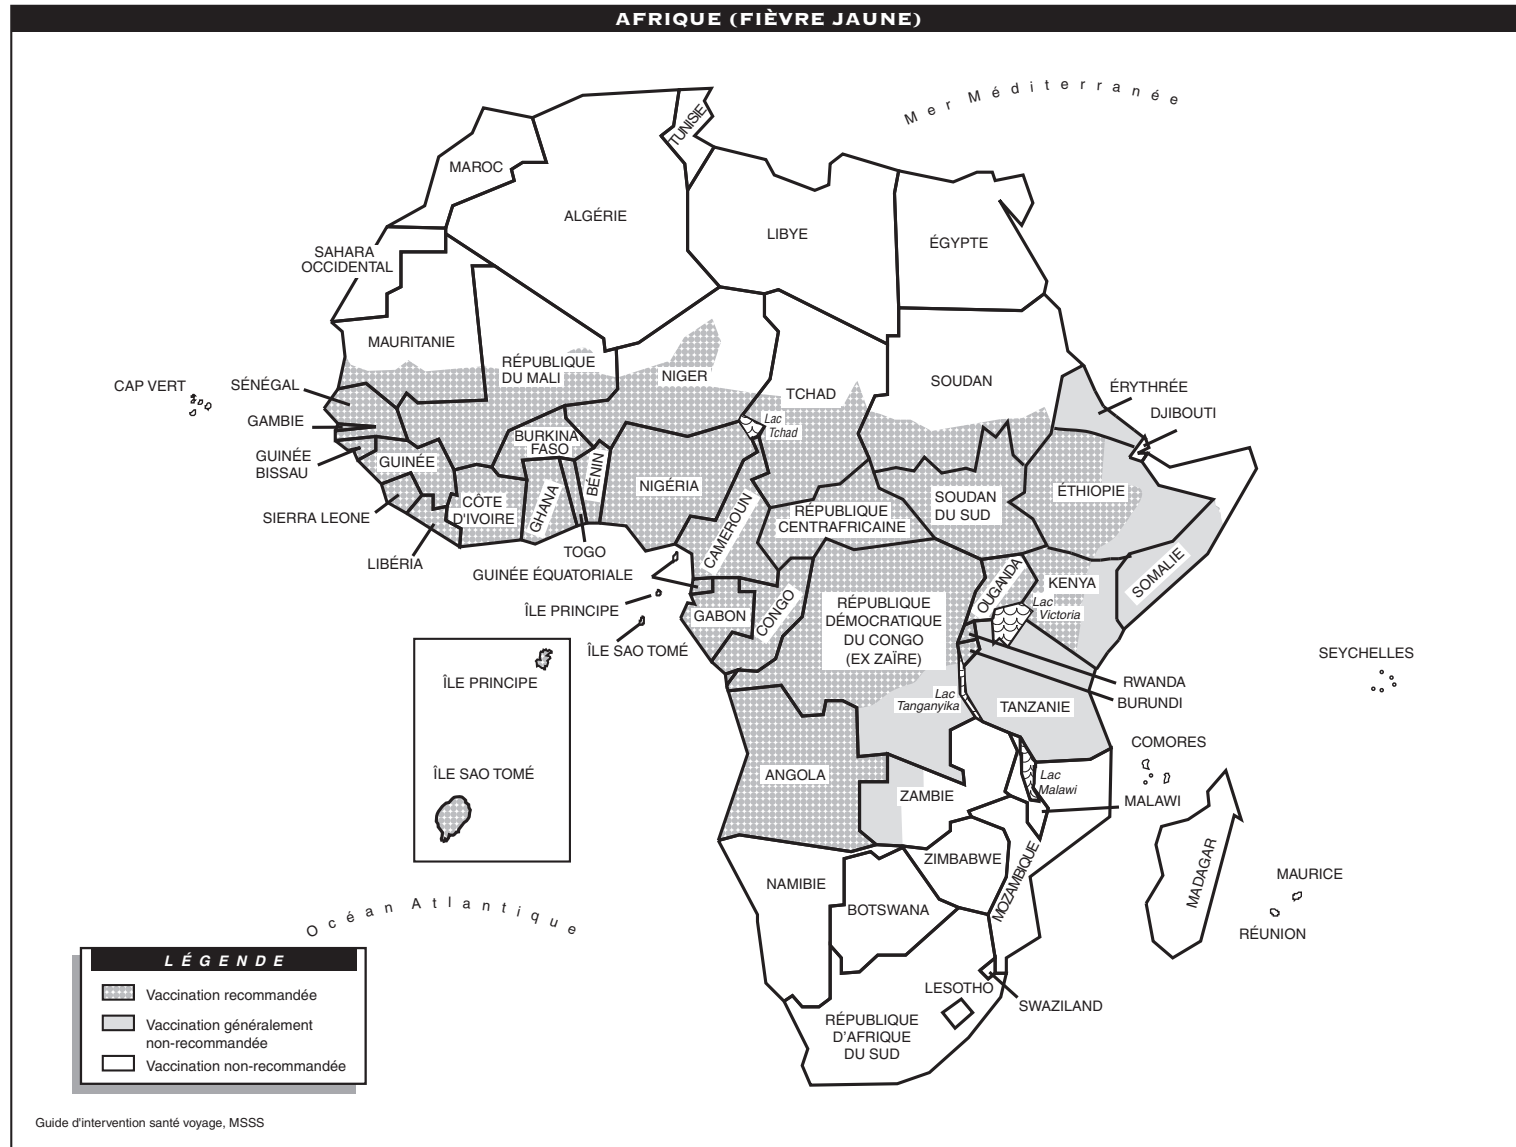 AFRIQUE (FIÈVRE JAUNE)
Mer Méditerranée
TUNISIE
MAROC
ALGÉRIE
LIBYE
ÉGYPTE
SAHARA
OCCIDENTAL
MAURITANIE
RÉPUBLIQUE
DU MALI
NIGER
TCHAD
SOUDAN
CAP VERT
SÉNÉGAL
ÉRYTHRÉE
DJIBOUTI
GAMBIE
Lac
Tchad
BURKINA
FASO
GUINÉE
BISSAU
GUINÉE
BÉNIN
NIGÉRIA
CÔTE
D'IVOIRE
GHANA
SOUDAN
DU SUD
ÉTHIOPIE
RÉPUBLIQUE
CENTRAFRICAINE
SIERRA LEONE
CAMEROUN
LIBÉRIA
TOGO
GUINÉE ÉQUATORIALE
SOMALIE
OUGANDA
KENYA
ÎLE PRINCIPE
GABON
CONGO
RÉPUBLIQUE
DÉMOCRATIQUE
DU CONGO
(EX ZAÏRE)
Lac
Victoria
ÎLE SAO TOMÉ
SEYCHELLES
ÎLE PRINCIPE
RWANDA
BURUNDI
Lac
Tanganyika
TANZANIE
COMORES
ÎLE SAO TOMÉ
ANGOLA
ZAMBIE
Lac
Malawi
MALAWI
ZIMBABWE
MOZAMBIQUE
MADAGAR
MAURICE
NAMIBIE
BOTSWANA
RÉUNION
Océan Atlantique
LESOTHO
SWAZILAND
RÉPUBLIQUE
D'AFRIQUE
DU SUD
LÉGENDE
Vaccination recommandée
Vaccination généralement
non-recommandée
Vaccination non-recommandée
Guide d'intervention santé voyage, MSSS